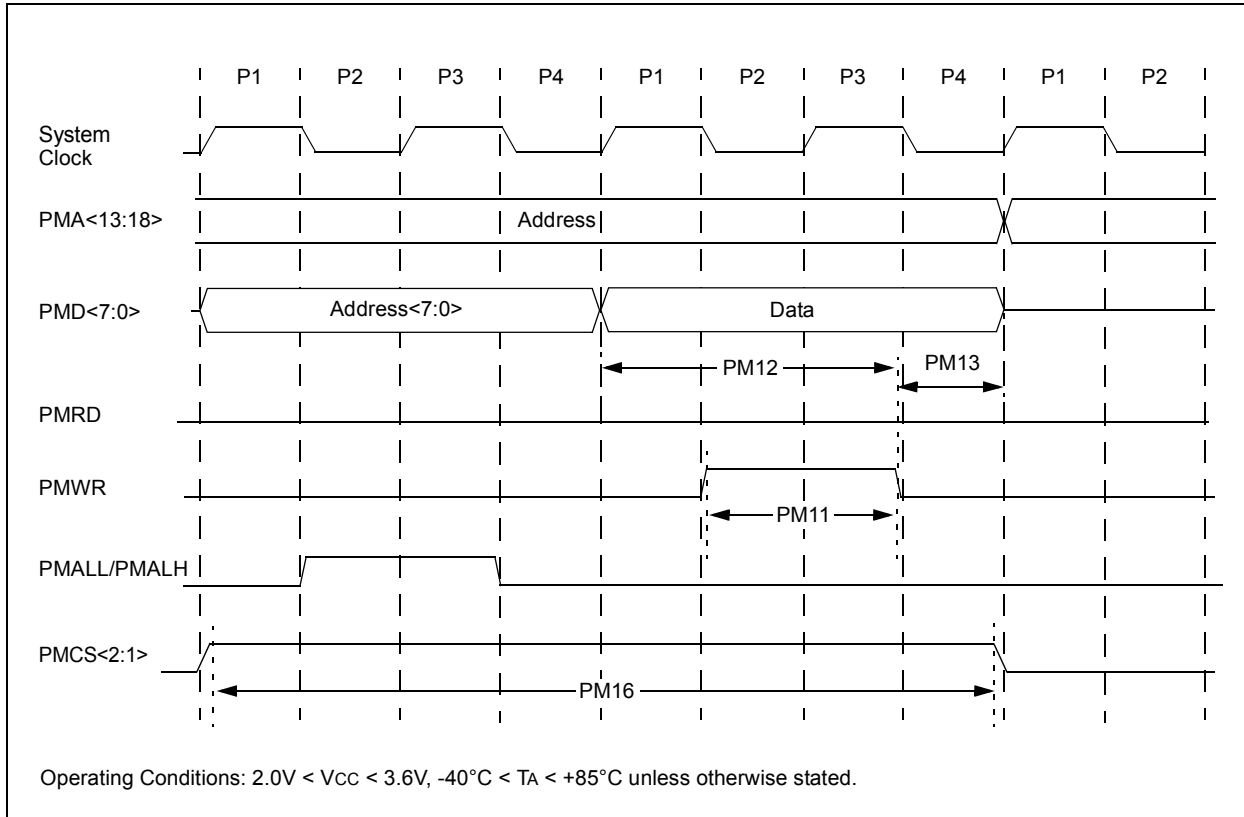 P1 P2 P3 P4 P1 P2 P3 P4 P1 P2
System
Clock
PMA<13:18> Address
PMD<7:0> Address<7:0> Data
PM12 PM13
PMRD
PMWR
PM11
PMALL/PMALH
PMCS<2:1>
PM16
Operating Conditions: 2.0V < VCC < 3.6V, -40°C < TA < +85°C unless otherwise stated.